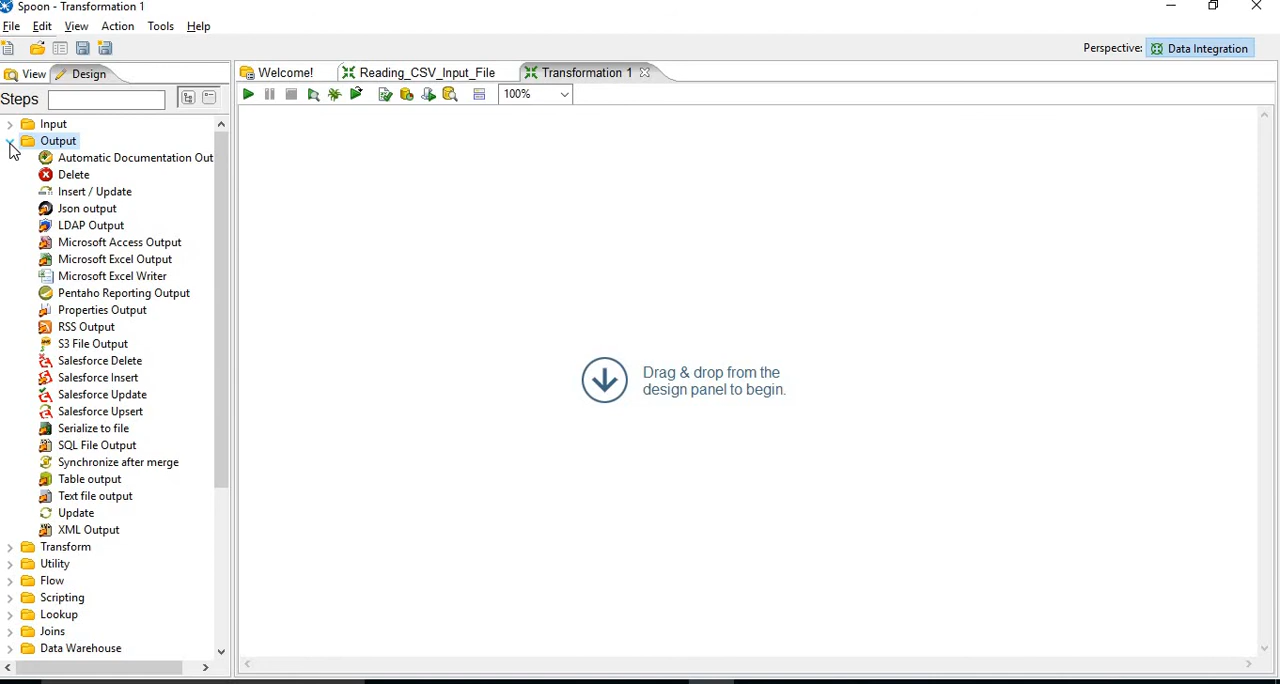 Spoon - Transformation 1
File Edit View Action Tools Help
Perspective: Data Integration
View Design
Welcome! Reading_CSV_Input_File Transformation 1
Steps
100%
Input
Output
Automatic Documentation Out
Delete
Insert / Update
Json output
LDAP Output
Microsoft Access Output
Microsoft Excel Output
Microsoft Excel Writer
Pentaho Reporting Output
Properties Output
RSS Output
S3 File Output
Salesforce Delete
Salesforce Insert
Salesforce Update
Salesforce Upsert
Serialize to file
SQL File Output
Synchronize after merge
Table output
Text file output
Update
XML Output
Transform
Utility
Flow
Scripting
Lookup
Joins
Data Warehouse
Drag & drop from the
design panel to begin.